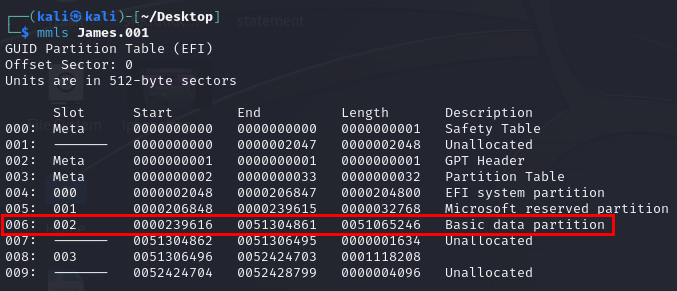 statement
┌──(kali㉿kali)-[~/Desktop]
└─$ mmls James.001
GUID Partition Table (EFI)
Offset Sector: 0
Units are in 512-byte sectors
Slot Start End Length Description
000: Meta 0000000000 0000000000 0000000001 Safety Table
001: ------- 0000000000 0000002047 0000002048 Unallocated
002: Meta 0000000001 0000000001 0000000001 GPT Header
003: Meta 0000000002 0000000033 0000000032 Partition Table
004: 000 0000002048 0000206847 0000204800 EFI system partition
005: 001 0000206848 0000239615 0000032768 Microsoft reserved partition
006: 002 0000239616 0051304861 0051065246 Basic data partition
007: ------- 0051304862 0051306495 0000001634 Unallocated
008: 003 0051306496 0052424703 0001118208
009: ------- 0052424704 0052428799 0000004096 Unallocated